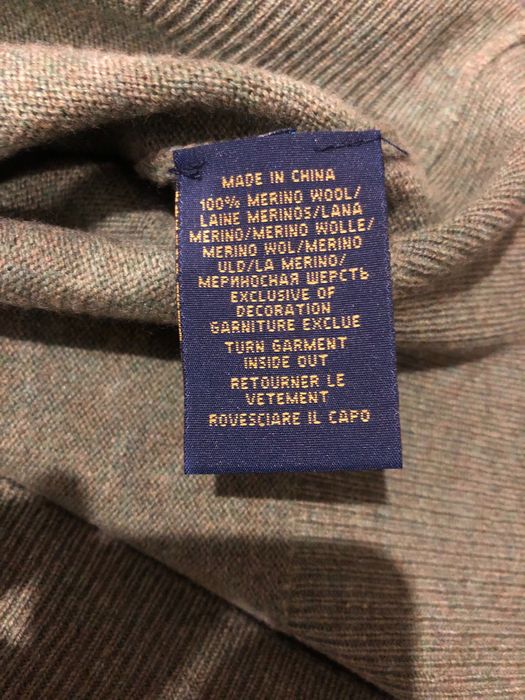 MADE IN CHINA
100% MERINO WOOL/
LAINE MERINOS/LANA
MERINO/MERINO WOLLE/
MERINO WOL/MERINO
ULD/LA MERINO/
МЕРИНОСНАЯ ШЕРСТЬ
EXCLUSIVE OF
DECORATION
GARNITURE EXCLUE
TURN GARMENT
INSIDE OUT
RETOURNER LE
VETEMENT
ROVESCIARE IL CAPO